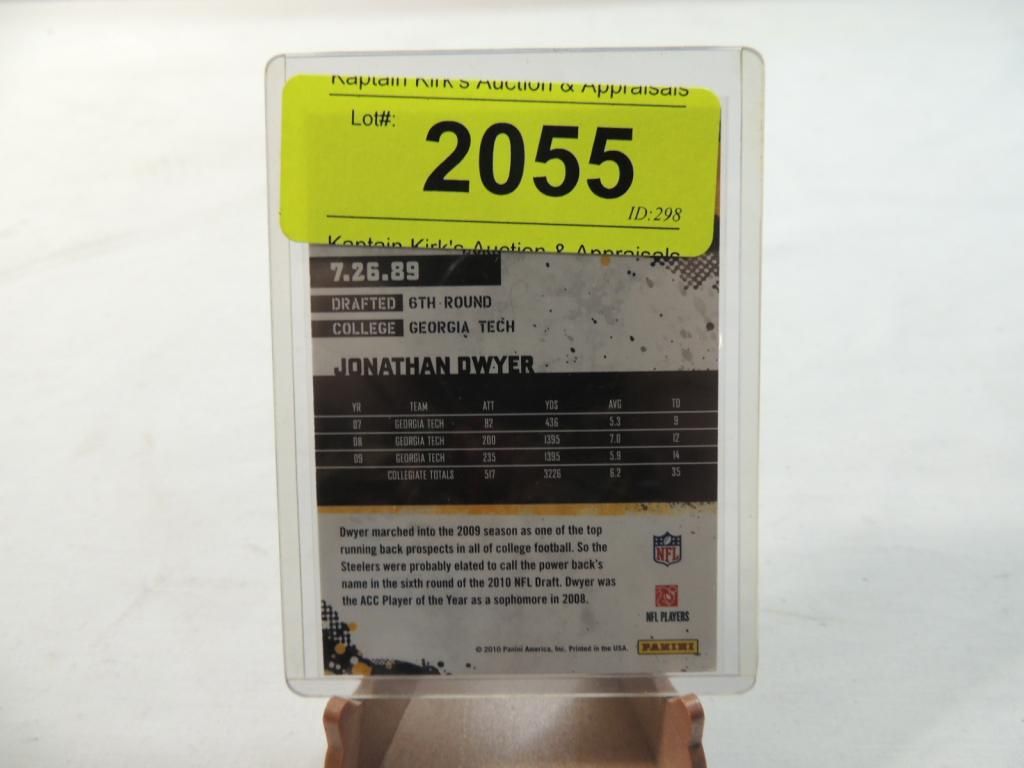 Kaptain Kirk's Auction & Appraisals
Lot#: 2055
ID:298
Kaptain Kirk's Auction & Appraisals
7.26.89
DRAFTED 6TH ROUND
COLLEGE GEORGIA TECH
JONATHAN DWYER
YR TEAM ATT YDS AVG TD
07 GEORGIA TECH 82 436 5.3 9
08 GEORGIA TECH 200 1395 7.0 12
09 GEORGIA TECH 235 1395 5.9 14
COLLEGIATE TOTALS 517 3226 6.2 35
Dwyer marched into the 2009 season as one of the top
running back prospects in all of college football. So the
Steelers were probably elated to call the power back's
name in the sixth round of the 2010 NFL Draft. Dwyer was
the ACC Player of the Year as a sophomore in 2008.
NFL
NFL PLAYERS
© 2010 Panini America, Inc. Printed in the USA. PANINI